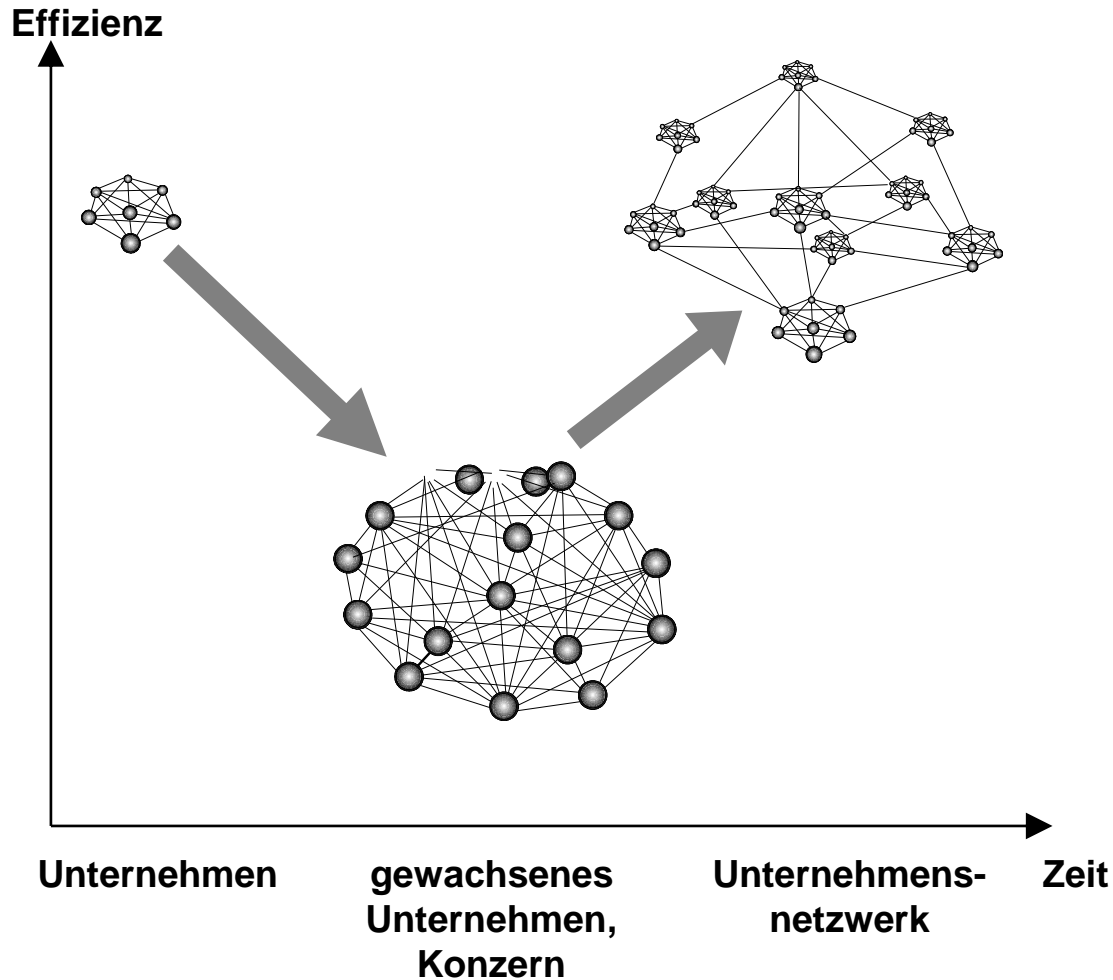 Effizienz
Unternehmen
gewachsenes
Unternehmen,
Konzern
Unternehmens-
netzwerk
Zeit